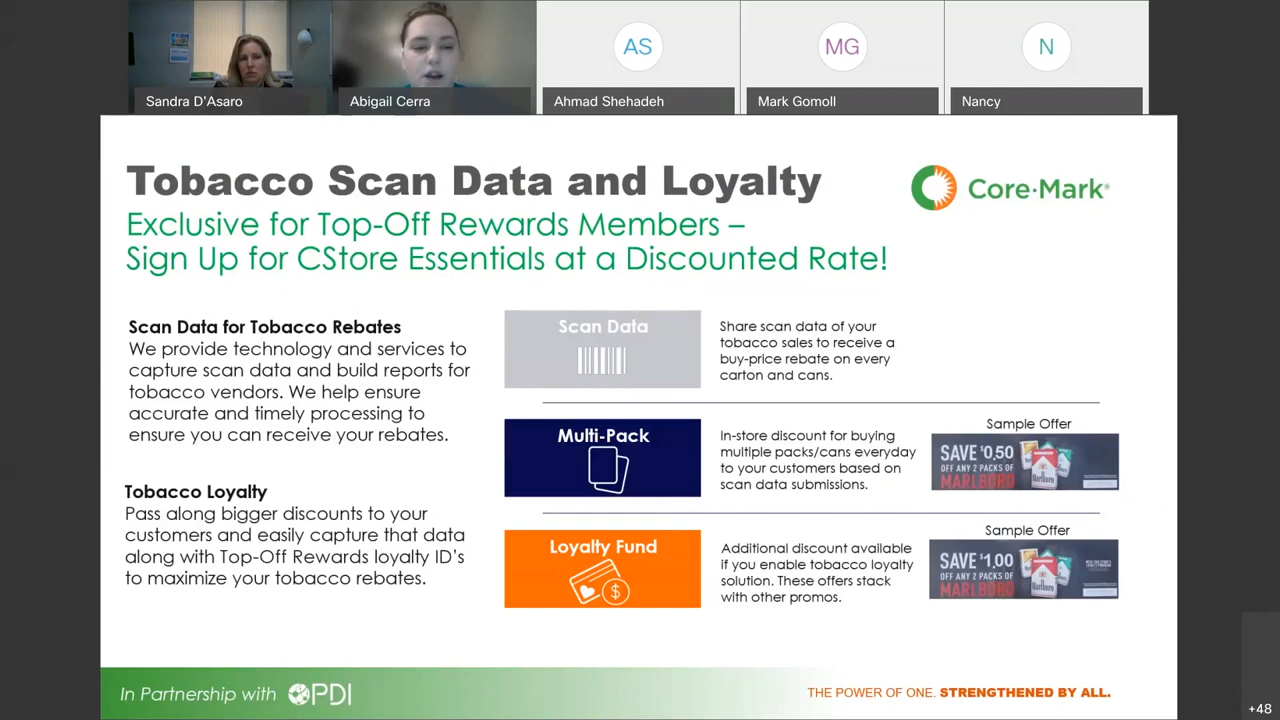 AS
MG
N
Sandra D'Asaro
Abigail Cerra
Ahmad Shehadeh
Mark Gomoll
Nancy
Tobacco Scan Data and Loyalty
Core-Mark®
Exclusive for Top-Off Rewards Members –
Sign Up for CStore Essentials at a Discounted Rate!
Scan Data for Tobacco Rebates
We provide technology and services to
capture scan data and build reports for
tobacco vendors. We help ensure
accurate and timely processing to
ensure you can receive your rebates.
Tobacco Loyalty
Pass along bigger discounts to your
customers and easily capture that data
along with Top-Off Rewards loyalty ID's
to maximize your tobacco rebates.
Scan Data
Share scan data of your
tobacco sales to receive a
buy-price rebate on every
carton and cans.
Multi-Pack
In-store discount for buying
multiple packs/cans everyday
to your customers based on
scan data submissions.
Sample Offer
SAVE $0.50
OFF ANY 2 PACKS OF
MARLBORO
Marlboro
Loyalty Fund
Additional discount available
if you enable tobacco loyalty
solution. These offers stack
with other promos.
Sample Offer
SAVE $1.00
OFF ANY 2 PACKS OF
MARLBORO
Marlboro
In Partnership with PDI
THE POWER OF ONE. STRENGTHENED BY ALL.
+48